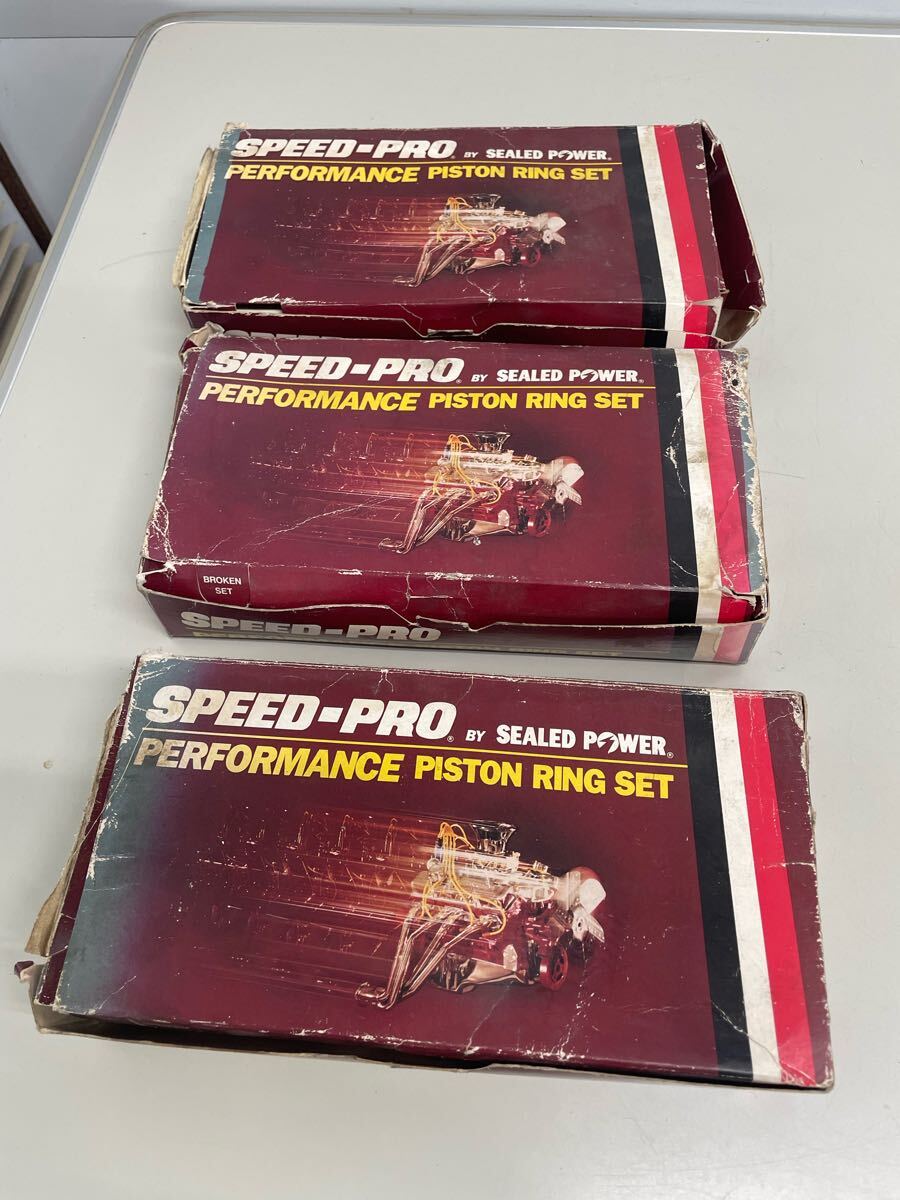 SPEED-PRO® BY SEALED POWER®
PERFORMANCE PISTON RING SET
SPEED-PRO® BY SEALED POWER®
PERFORMANCE PISTON RING SET
BROKEN
SET
SPEED-PRO
SPEED-PRO® BY SEALED POWER®
PERFORMANCE PISTON RING SET